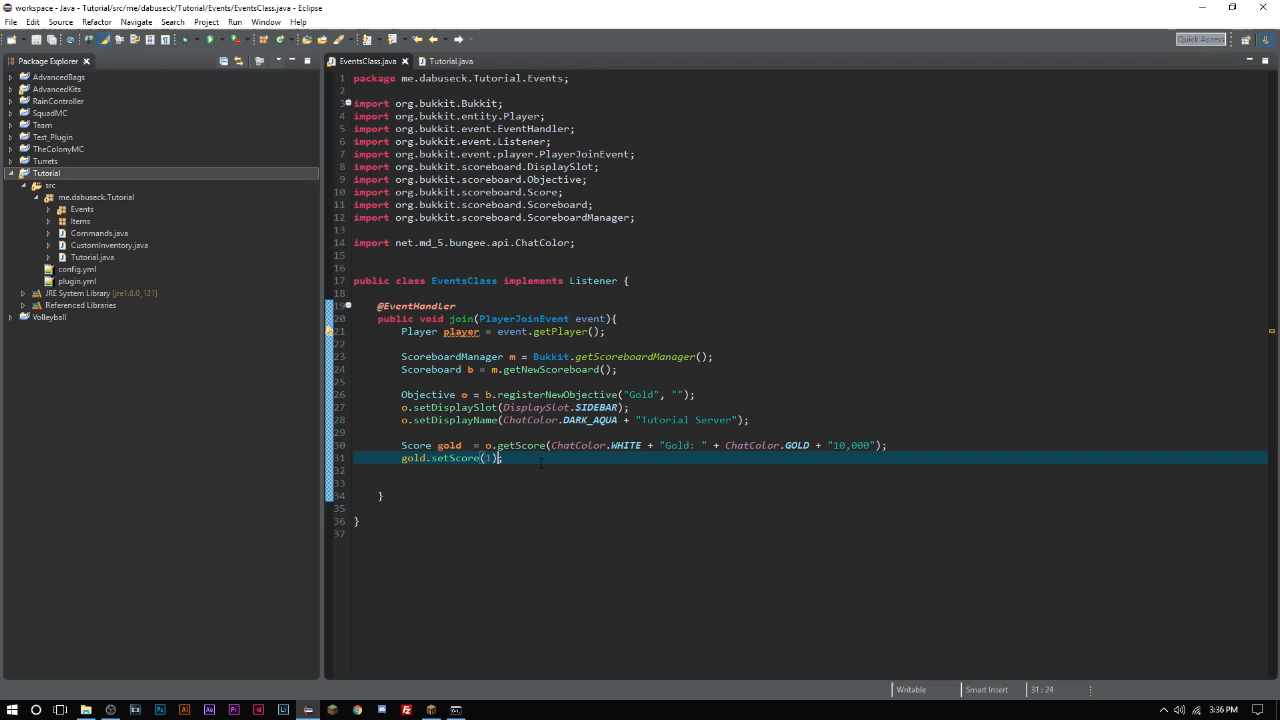 workspace - Java - Tutorial/src/me/dabuseck/Tutorial/Events/EventsClass.java - Eclipse
File Edit Source Refactor Navigate Search Project Run Window Help
Quick Access
Package Explorer
EventsClass.java
Tutorial.java
AdvancedBags
AdvancedKits
RainController
SquadMC
Team
Test_Plugin
TheColonyMC
Turrets
Tutorial
src
me.dabuseck.Tutorial
Events
Items
Commands.java
CustomInventory.java
Tutorial.java
config.yml
plugin.yml
JRE System Library [jre1.8.0_121]
Referenced Libraries
Volleyball
1 package me.dabuseck.Tutorial.Events;
2
3 import org.bukkit.Bukkit;
4 import org.bukkit.entity.Player;
5 import org.bukkit.event.EventHandler;
6 import org.bukkit.event.Listener;
7 import org.bukkit.event.player.PlayerJoinEvent;
8 import org.bukkit.scoreboard.DisplaySlot;
9 import org.bukkit.scoreboard.Objective;
10 import org.bukkit.scoreboard.Score;
11 import org.bukkit.scoreboard.Scoreboard;
12 import org.bukkit.scoreboard.ScoreboardManager;
13
14 import net.md_5.bungee.api.ChatColor;
15
16
17 public class EventsClass implements Listener {
18
19 @EventHandler
20 public void join(PlayerJoinEvent event){
21 Player player = event.getPlayer();
22
23 ScoreboardManager m = Bukkit.getScoreboardManager();
24 Scoreboard b = m.getNewScoreboard();
25
26 Objective o = b.registerNewObjective("Gold", "");
27 o.setDisplaySlot(DisplaySlot.SIDEBAR);
28 o.setDisplayName(ChatColor.DARK_AQUA + "Tutorial Server");
29
30 Score gold  = o.getScore(ChatColor.WHITE + "Gold: " + ChatColor.GOLD + "10,000");
31 gold.setScore(1);
32
33
34 }
35
36 }
37
Writable Smart Insert 31 : 24
3:36 PM